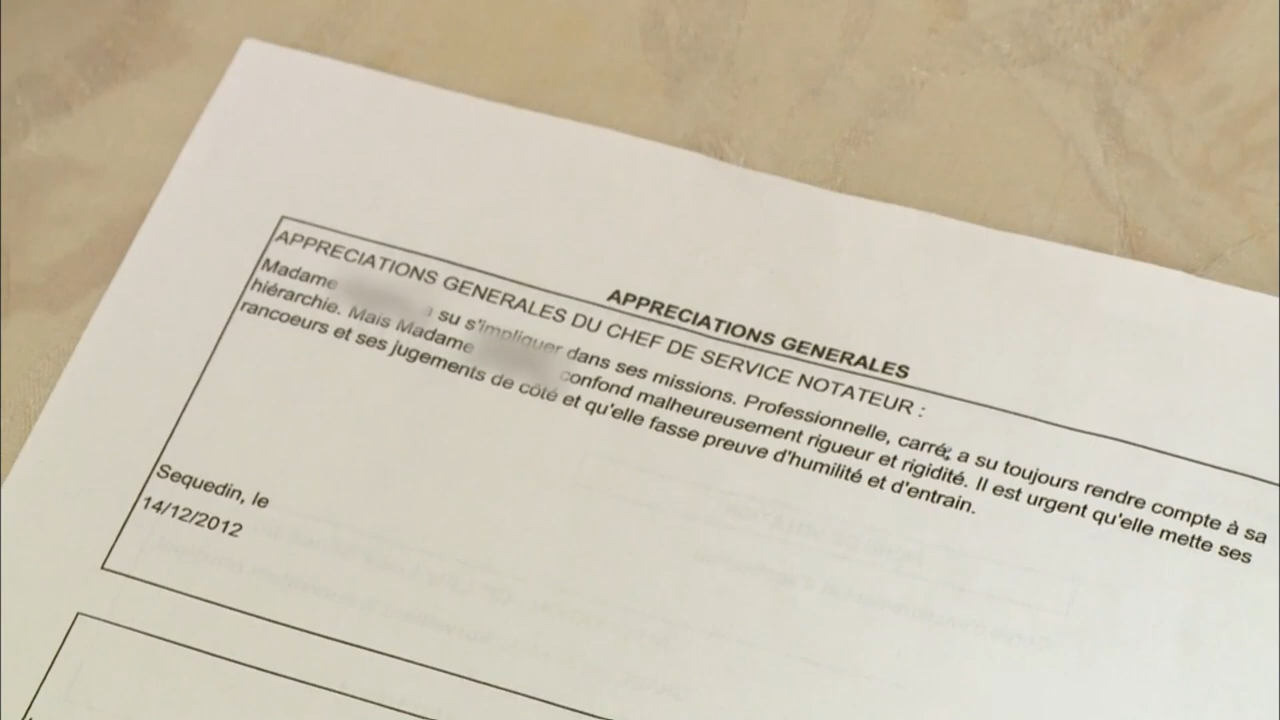 APPRECIATIONS GENERALES
APPRECIATIONS GENERALES DU CHEF DE SERVICE NOTATEUR :
Madame a su s'impliquer dans ses missions. Professionnelle, carré, a su toujours rendre compte à sa
hiérarchie. Mais Madame confond malheureusement rigueur et rigidité. Il est urgent qu'elle mette ses
rancoeurs et ses jugements de côté et qu'elle fasse preuve d'humilité et d'entrain.
Sequedin, le
14/12/2012